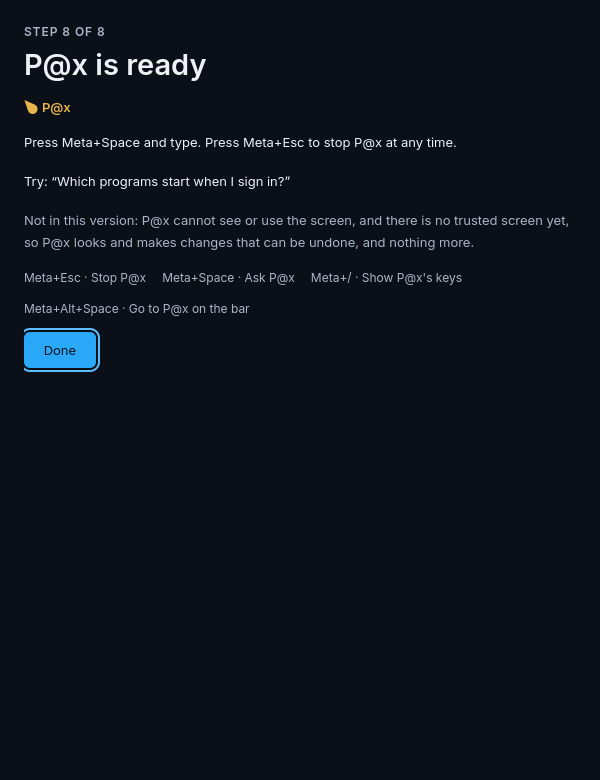 STEP 8 OF 8
P@x is ready
P@x
Press Meta+Space and type. Press Meta+Esc to stop P@x at any time.
Try: “Which programs start when I sign in?”
Not in this version: P@x cannot see or use the screen, and there is no trusted screen yet,
so P@x looks and makes changes that can be undone, and nothing more.
Meta+Esc · Stop P@x Meta+Space · Ask P@x Meta+/ · Show P@x's keys
Meta+Alt+Space · Go to P@x on the bar
Done